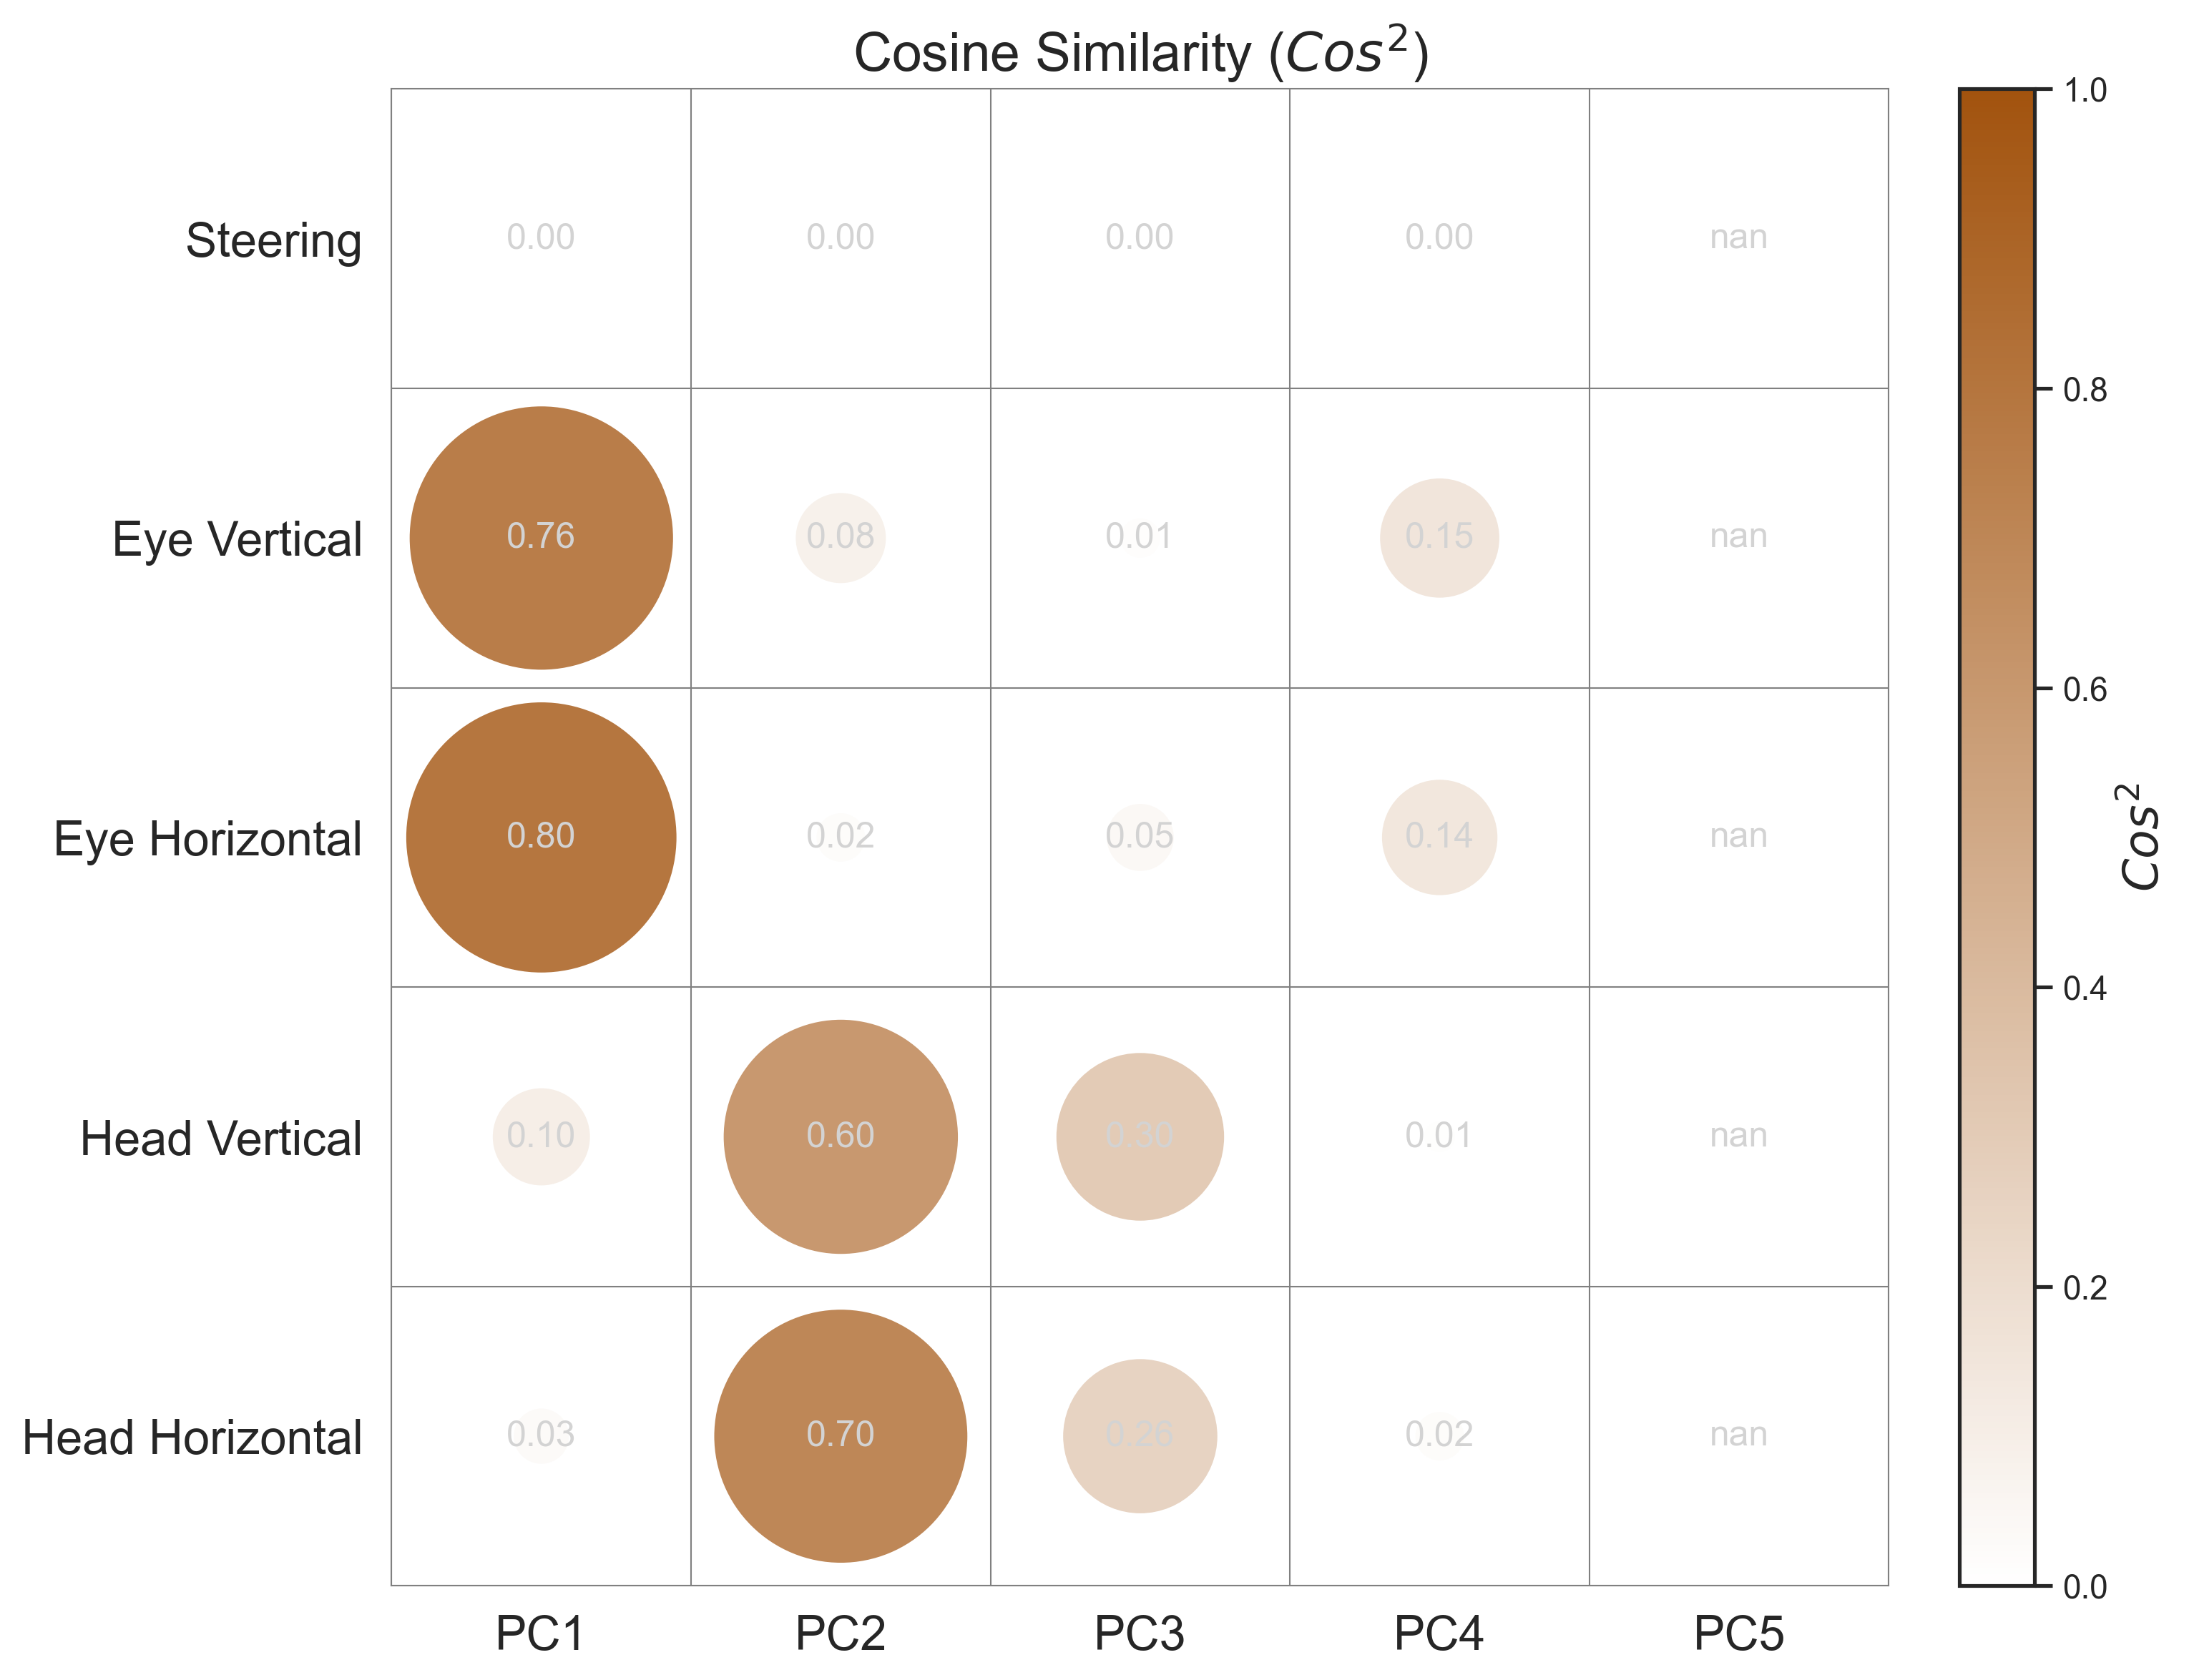 Cosine Similarity (Cos²)
Steering 0.00 0.00 0.00 0.00 nan
Eye Vertical 0.76 0.08 0.01 0.15 nan
Eye Horizontal 0.80 0.02 0.05 0.14 nan
Head Vertical 0.10 0.60 0.30 0.01 nan
Head Horizontal 0.03 0.70 0.26 0.02 nan
PC1 PC2 PC3 PC4 PC5
1.0
0.8
0.6
0.4
0.2
0.0
Cos²